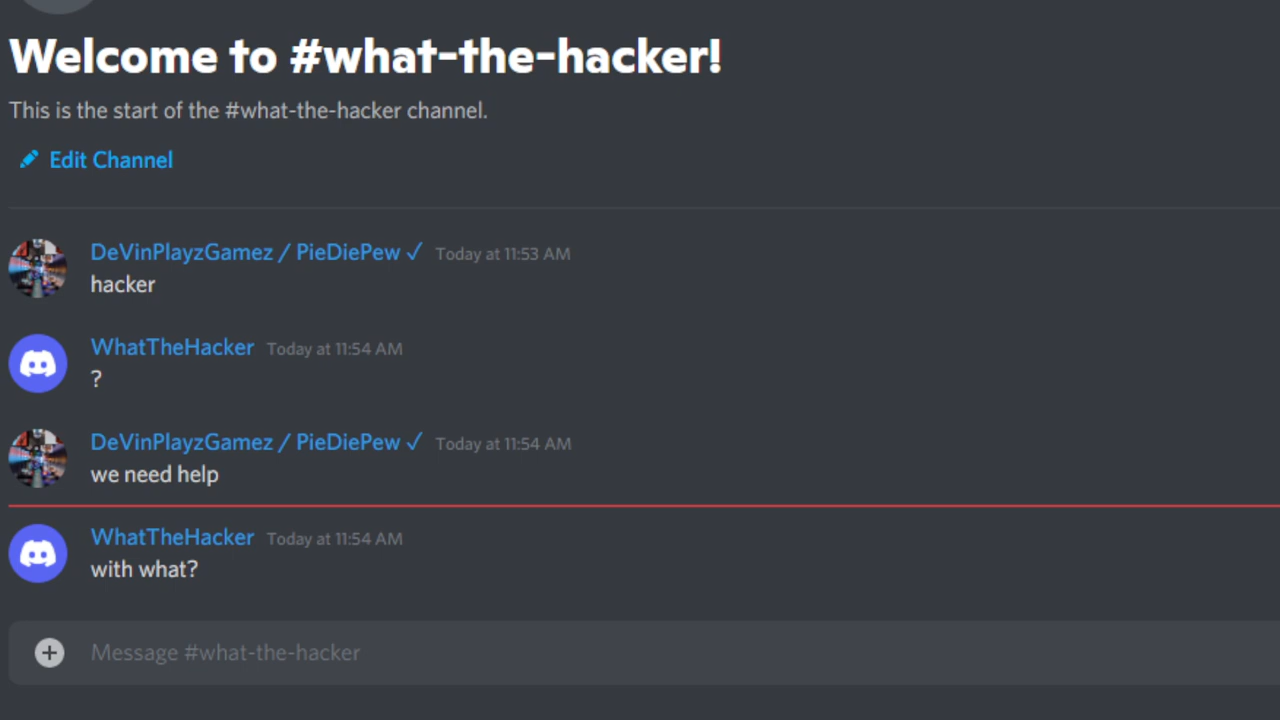 Welcome to #what-the-hacker!
This is the start of the #what-the-hacker channel.
Edit Channel
DeVinPlayzGamez / PieDiePew ✓ Today at 11:53 AM
hacker
WhatTheHacker Today at 11:54 AM
?
DeVinPlayzGamez / PieDiePew ✓ Today at 11:54 AM
we need help
WhatTheHacker Today at 11:54 AM
with what?
Message #what-the-hacker